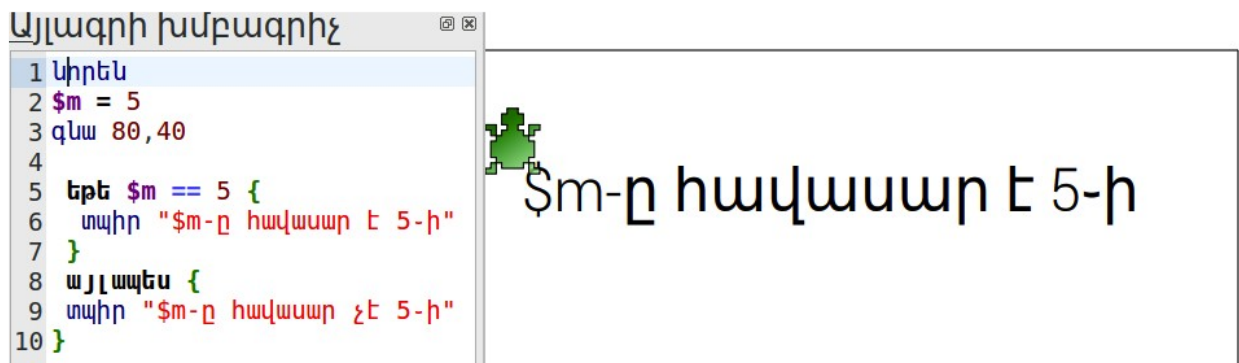 Այլագրի խմբագրիչ
1 նիրեն
2 $m = 5
3 գնա 80,40
4
5 եթե $m == 5 {
6 տպիր "$m-ը հավասար է 5-ի"
7 }
8 այլապես {
9 տպիր "$m-ը հավասար չէ 5-ի"
10 }
$m-ը հավասար է 5-ի